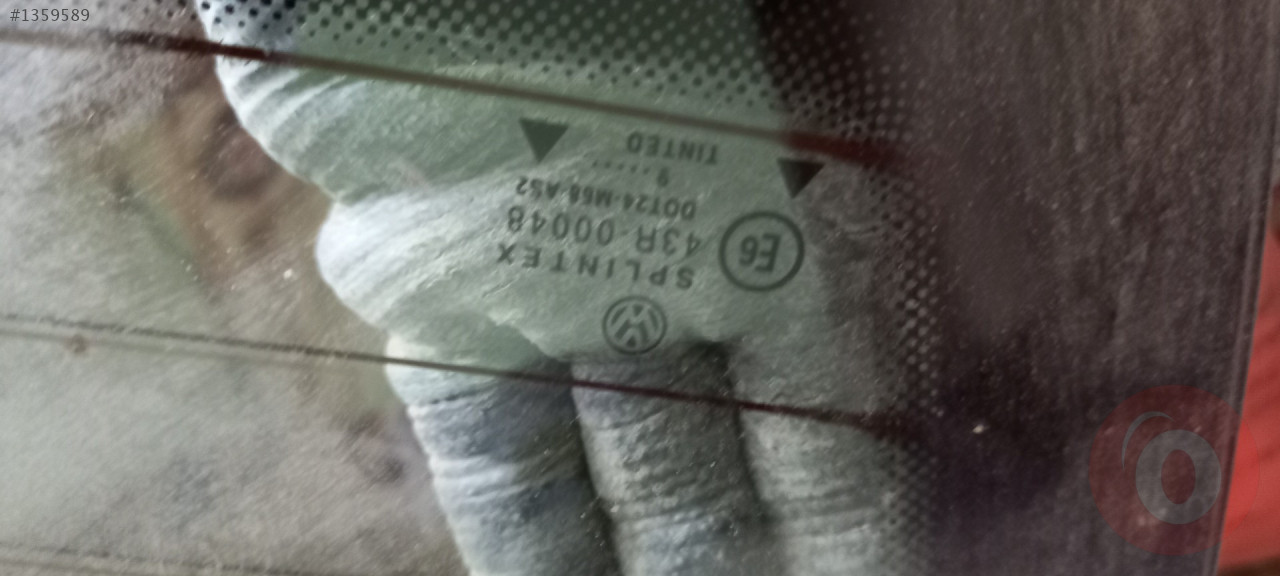 #1359589
SPLINTEX
E6
43R-00048
DOT24-M68-AS2
9 ....
TINTED